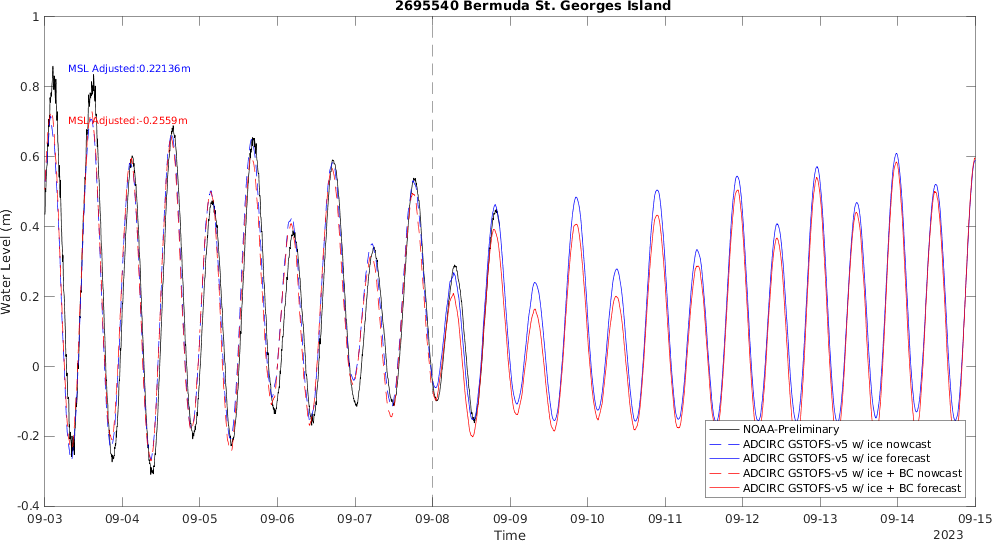 2695540 Bermuda St. Georges Island
1
0.8
0.6
0.4
0.2
0
-0.2
-0.4
Water Level (m)
MSL Adjusted:0.22136m
MSL Adjusted:-0.2559m
NOAA-Preliminary
ADCIRC GSTOFS-v5 w/ ice nowcast
ADCIRC GSTOFS-v5 w/ ice forecast
ADCIRC GSTOFS-v5 w/ ice + BC nowcast
ADCIRC GSTOFS-v5 w/ ice + BC forecast
09-03 09-04 09-05 09-06 09-07 09-08 09-09 09-10 09-11 09-12 09-13 09-14 09-15
Time
2023